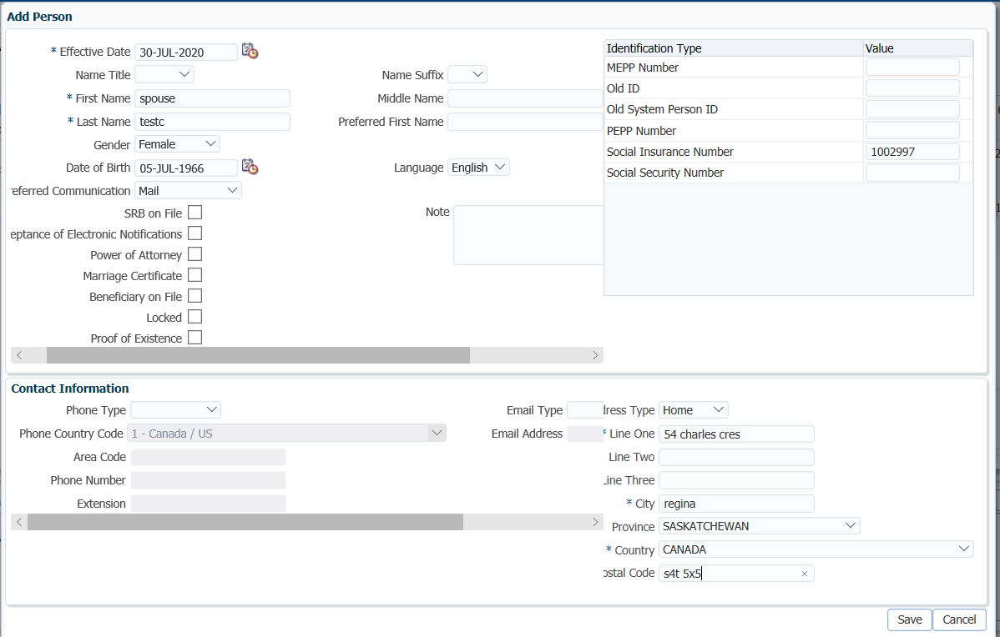 Add Person
* Effective Date 30-JUL-2020
Name Title
Name Suffix
* First Name spouse
Middle Name
* Last Name testc
Preferred First Name
Gender Female
Date of Birth 05-JUL-1966
Language English
eferred Communication Mail
SRB on File
Note
eptance of Electronic Notifications
Power of Attorney
Marriage Certificate
Beneficiary on File
Locked
Proof of Existence
Identification Type Value
MEPP Number
Old ID
Old System Person ID
PEPP Number
Social Insurance Number 1002997
Social Security Number
Contact Information
Phone Type
Phone Country Code 1 - Canada / US
Area Code
Phone Number
Extension
Email Type
Email Address
dress Type Home
* Line One 54 charles cres
Line Two
Line Three
* City regina
Province SASKATCHEWAN
* Country CANADA
ostal Code s4t 5x5
Save Cancel